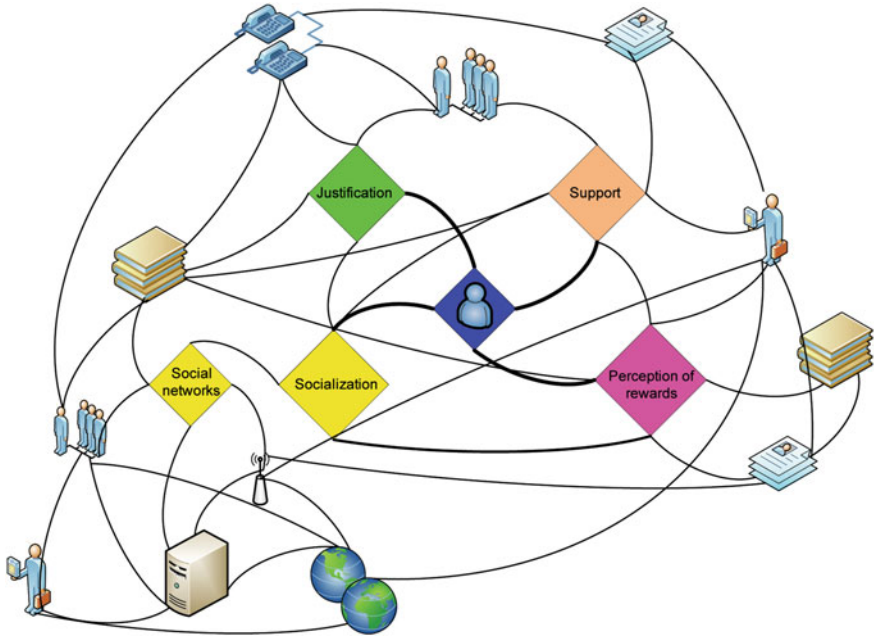 Justification
Support
Social
networks
Socialization
Perception of
rewards